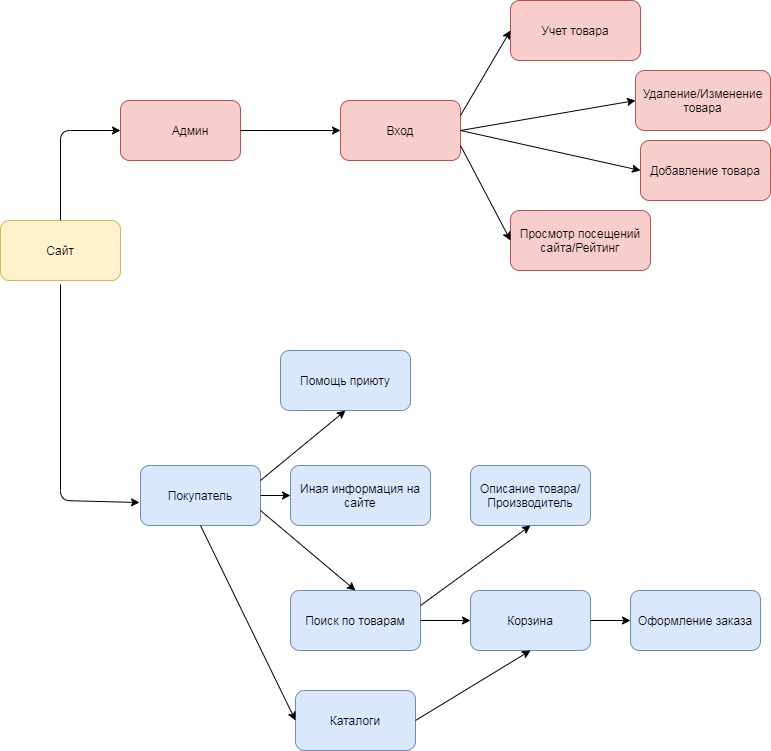 Учет товара
Удаление/Изменение
товара
Админ
Вход
Добавление товара
Просмотр посещений
сайта/Рейтинг
Сайт
Помощь приюту
Покупатель
Иная информация на
сайте
Описание товара/
Производитель
Поиск по товарам
Корзина
Оформление заказа
Каталоги